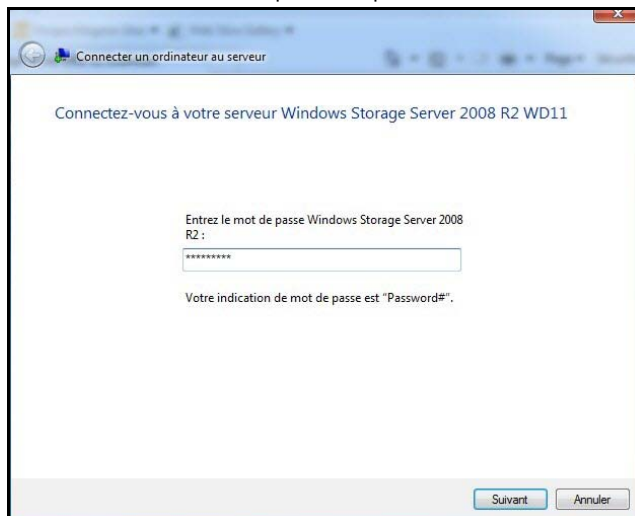 Connecter un ordinateur au serveur
Connectez-vous à votre serveur Windows Storage Server 2008 R2 WD11
Entrez le mot de passe Windows Storage Server 2008
R2 :
*********
Votre indication de mot de passe est "Password#".
Suivant
Annuler